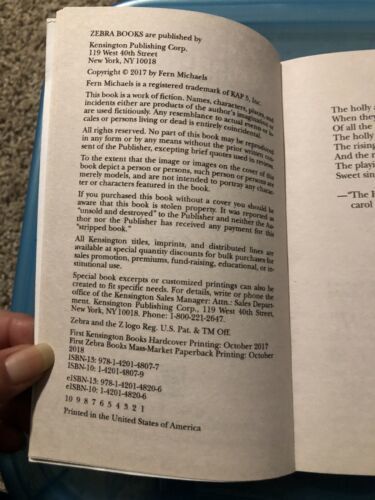 ZEBRA BOOKS are published by
Kensington Publishing Corp.
119 West 40th Street
New York, NY 10018
Copyright © 2017 by Fern Michaels
Fern Michaels is a registered trademark of KAP 5, Inc.
This book is a work of fiction. Names, characters, places, and
incidents either are products of the author's imagination or
are used fictitiously. Any resemblance to actual events or lo-
cales or persons living or dead is entirely coincidental.
All rights reserved. No part of this book may be reproduced
in any form or by any means without the prior written consent
of the Publisher, excepting brief quotes used in reviews.
To the extent that the image or images on the cover of this
book depict a person or persons, such person or persons are
merely models, and are not intended to portray any charac-
ter or characters featured in the book.
If you purchased this book without a cover you should be
aware that this book is stolen property. It was reported as
"unsold and destroyed" to the Publisher and neither the Au-
thor nor the Publisher has received any payment for this
"stripped book."
All Kensington titles, imprints, and distributed lines are
available at special quantity discounts for bulk purchases for
sales promotion, premiums, fund-raising, educational, or in-
stitutional use.
Special book excerpts or customized printings can also be
created to fit specific needs. For details, write or phone the
office of the Kensington Sales Manager: Attn.: Sales Depart-
ment. Kensington Publishing Corp., 119 West 40th Street,
New York, NY 10018. Phone: 1-800-221-2647.
Zebra and the Z logo Reg. U.S. Pat. & TM Off.
First Kensington Books Hardcover Printing: October 2017
First Zebra Books Mass-Market Paperback Printing: October
2018
ISBN-13: 978-1-4201-4807-7
ISBN-10: 1-4201-4807-9
eISBN-13: 978-1-4201-4820-6
eISBN-10: 1-4201-4820-6
10 9 8 7 6 5 4 3 2 1
Printed in the United States of America
The holly a
When they
Of all the
The holly
The rising
And the r
The playi
Sweet sin
—"The H
carol